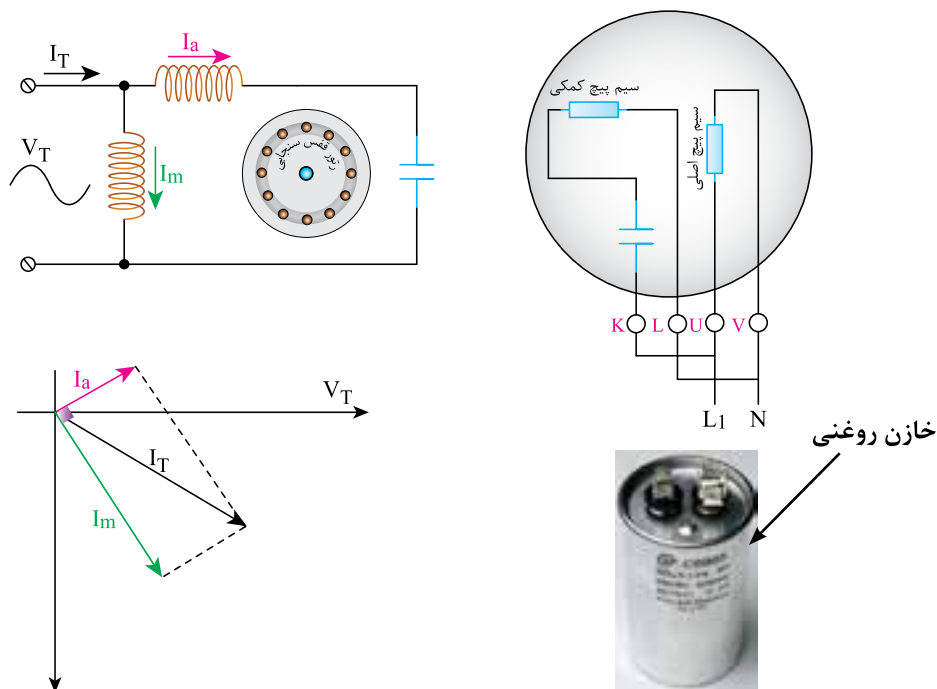 I_T
I_a
V_T
I_m
رتور قفس سنجابی
سیم پیچ کمکی
سیم پیچ اصلی
K L U V
L1 N
I_a
V_T
I_T
I_m
خازن روغنی